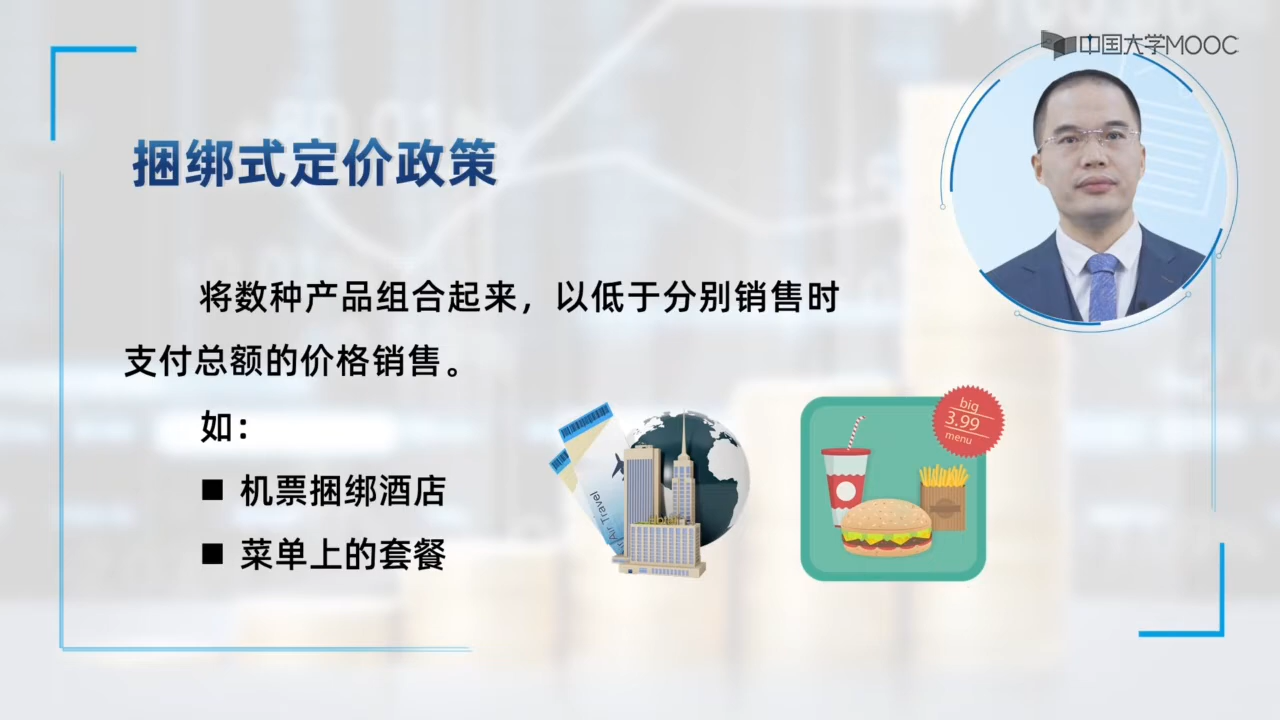 中国大学MOOC
捆绑式定价政策
将数种产品组合起来，以低于分别销售时
支付总额的价格销售。
如：
■ 机票捆绑酒店
■ 菜单上的套餐
Air Travel
Hotel
big
3.99
menu